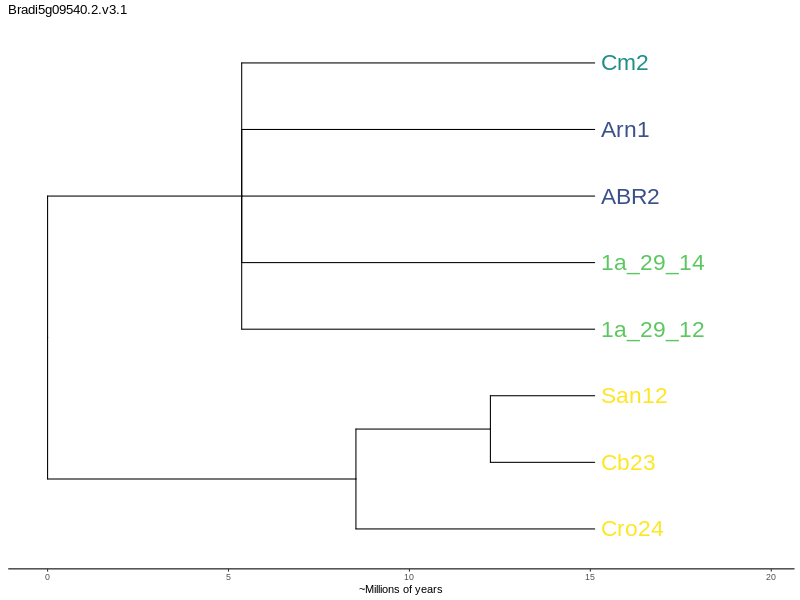 Bradi5g09540.2.v3.1
Cm2
Arn1
ABR2
1a_29_14
1a_29_12
San12
Cb23
Cro24
0 5 10 15 20
~Millions of years